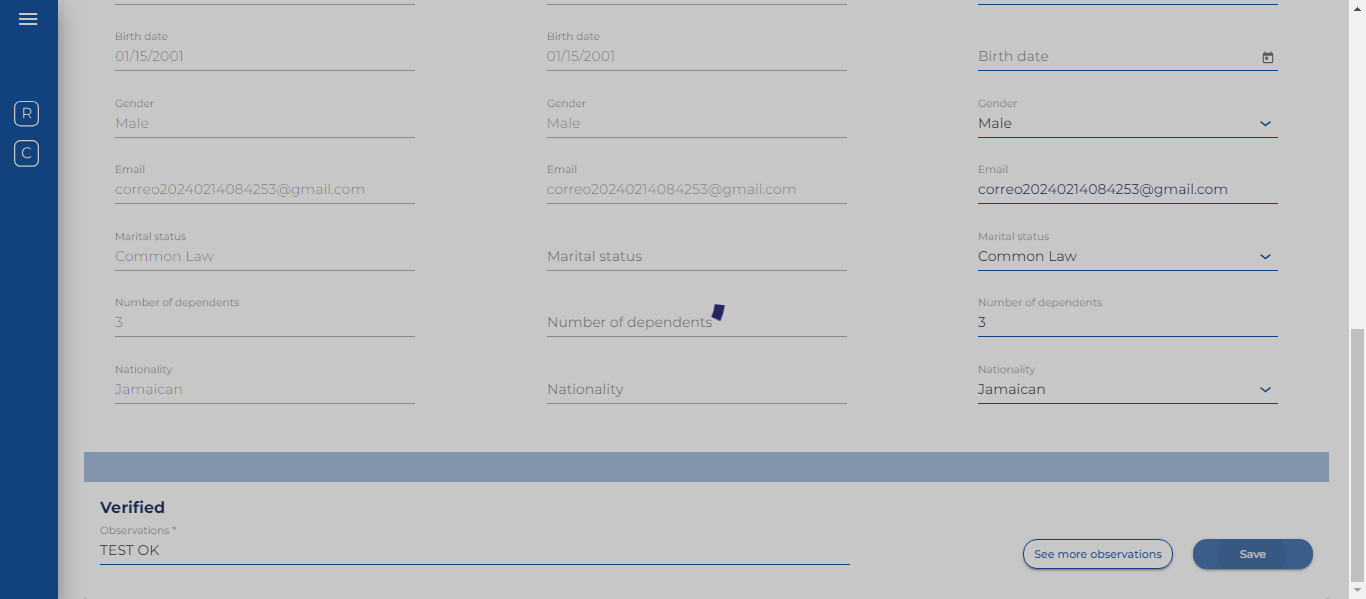 R
C
Birth date Birth date
01/15/2001 01/15/2001 Birth date
Gender Gender Gender
Male Male Male
Email Email Email
correo20240214084253@gmail.com correo20240214084253@gmail.com correo20240214084253@gmail.com
Marital status Marital status
Common Law Marital status Common Law
Number of dependents Number of dependents
3 Number of dependents 3
Nationality Nationality
Jamaican Nationality Jamaican
Verified
Observations *
TEST OK
See more observations Save